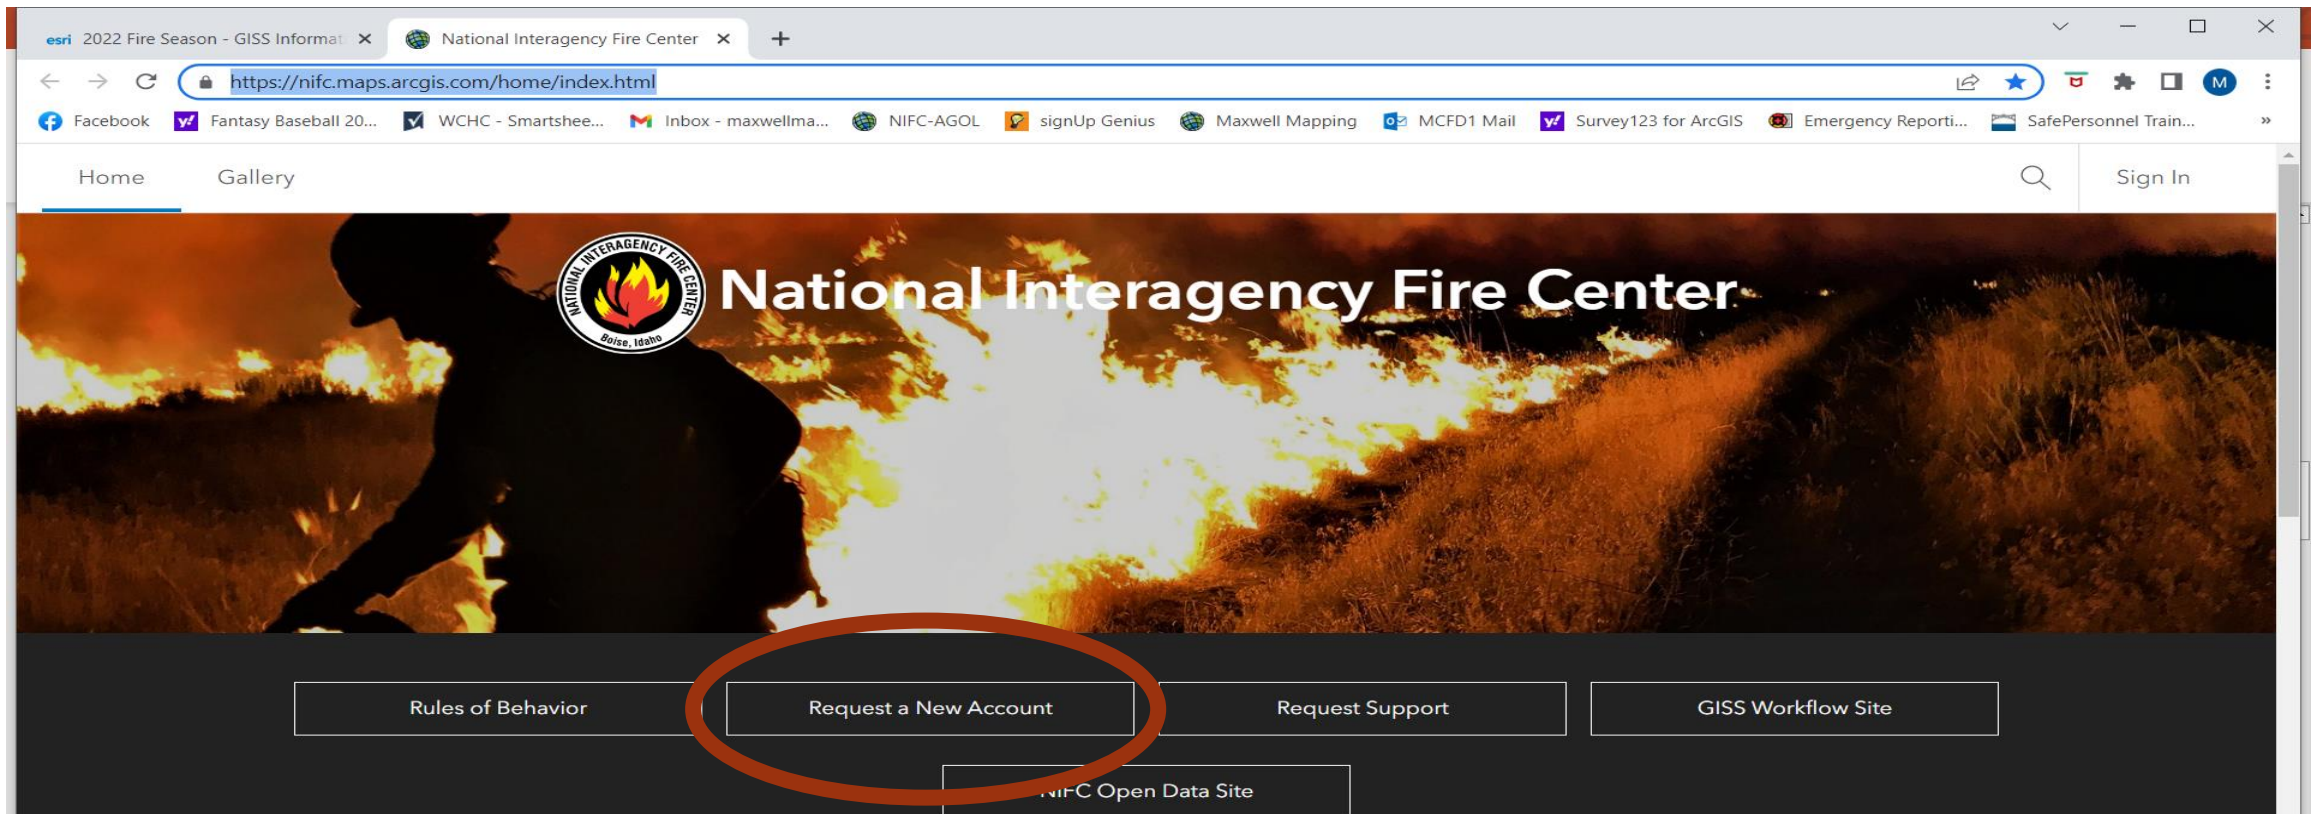 esri 2022 Fire Season - GISS Informat
National Interagency Fire Center
https://nifc.maps.arcgis.com/home/index.html
M
Facebook Fantasy Baseball 20... WCHC - Smartshee... Inbox - maxwellma... NIFC-AGOL signUp Genius Maxwell Mapping MCFD1 Mail Survey123 for ArcGIS Emergency Reporti... SafePersonnel Train... »
Home Gallery Sign In
NATIONAL INTERAGENCY FIRE CENTER
Boise, Idaho
National Interagency Fire Center
Rules of Behavior Request a New Account Request Support GISS Workflow Site
NIFC Open Data Site